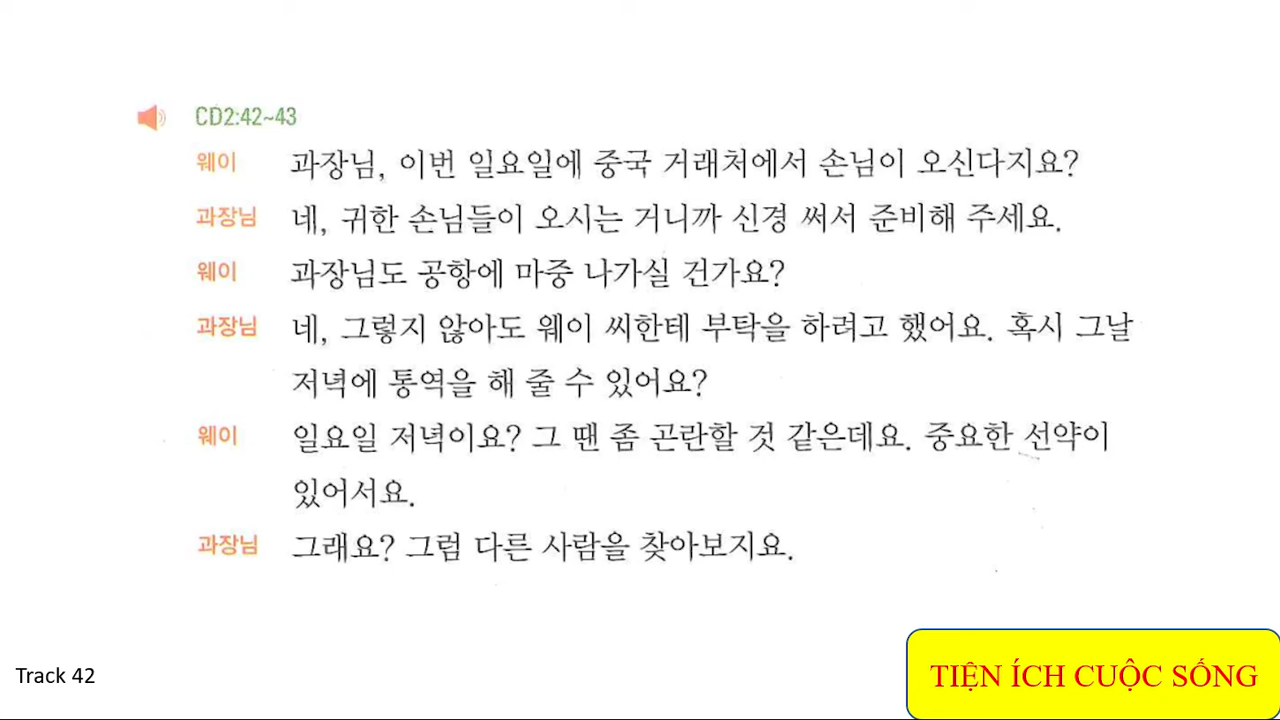 CD2:42~43
웨이 과장님, 이번 일요일에 중국 거래처에서 손님이 오신다지요?
과장님 네, 귀한 손님들이 오시는 거니까 신경 써서 준비해 주세요.
웨이 과장님도 공항에 마중 나가실 건가요?
과장님 네, 그렇지 않아도 웨이 씨한테 부탁을 하려고 했어요. 혹시 그날
저녁에 통역을 해 줄 수 있어요?
웨이 일요일 저녁이요? 그 땐 좀 곤란할 것 같은데요. 중요한 선약이
있어서요.
과장님 그래요? 그럼 다른 사람을 찾아보지요.
Track 42
TIỆN ÍCH CUỘC SỐNG